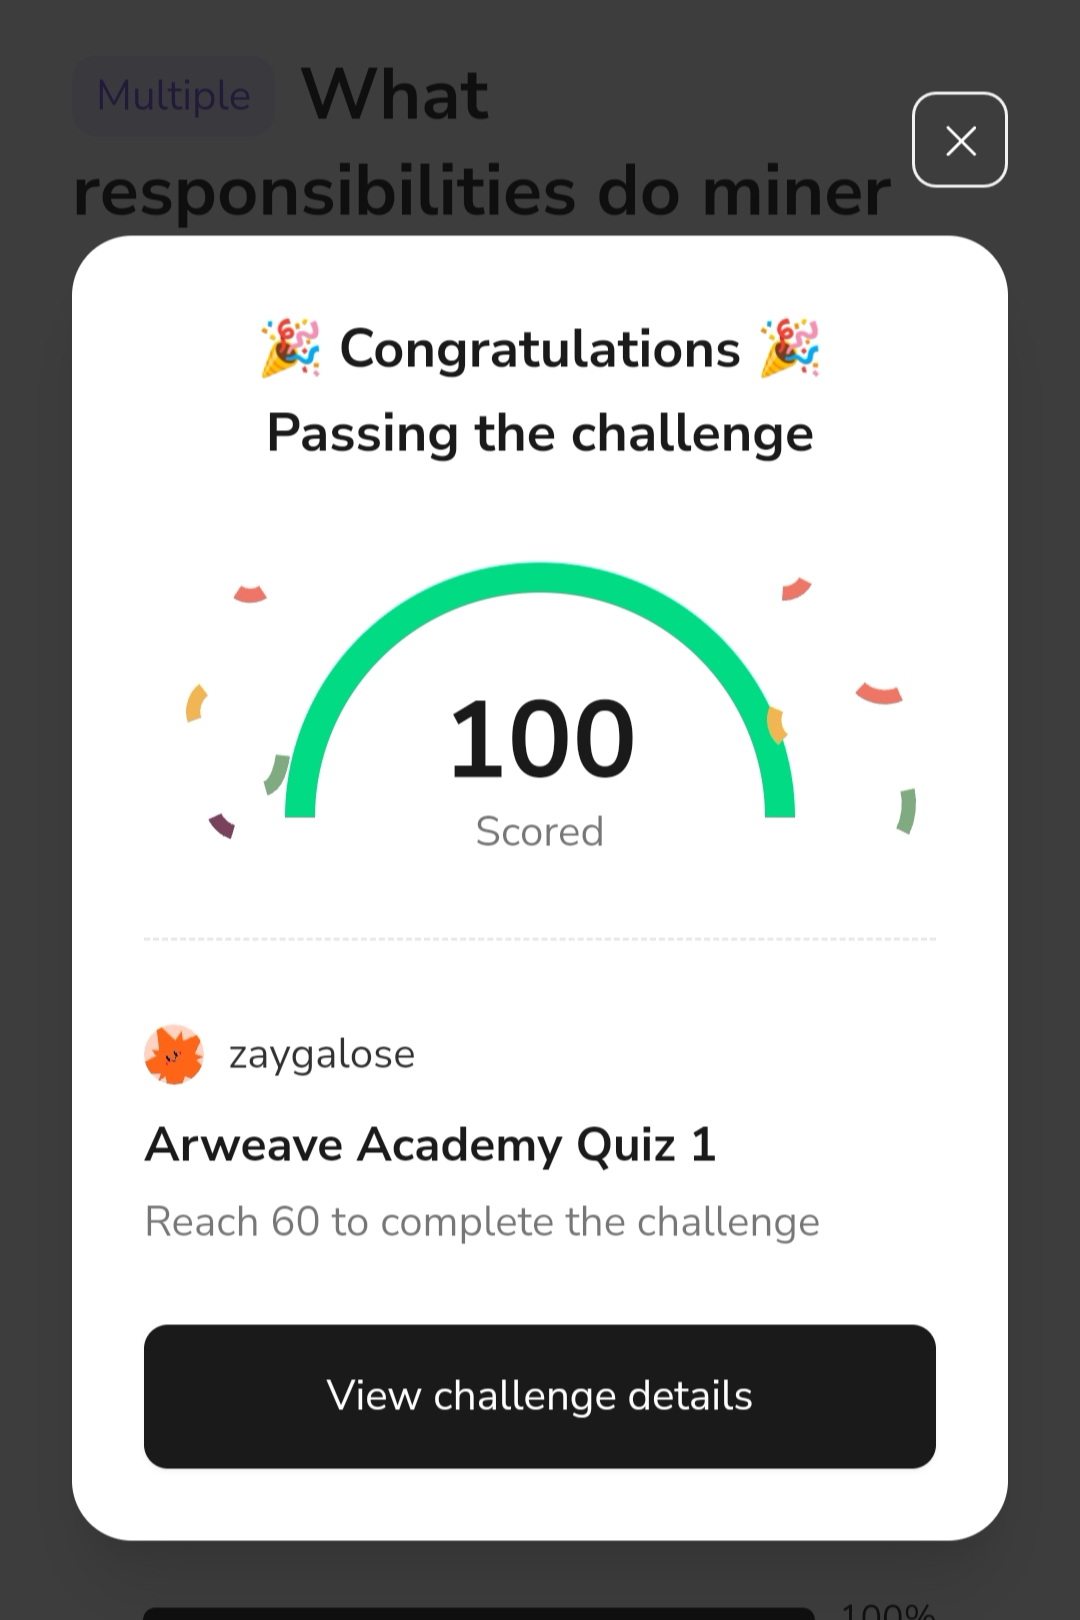 Multiple What
responsibilities do miner
🎉 Congratulations 🎉
Passing the challenge
100
Scored
zaygalose
Arweave Academy Quiz 1
Reach 60 to complete the challenge
View challenge details
100%